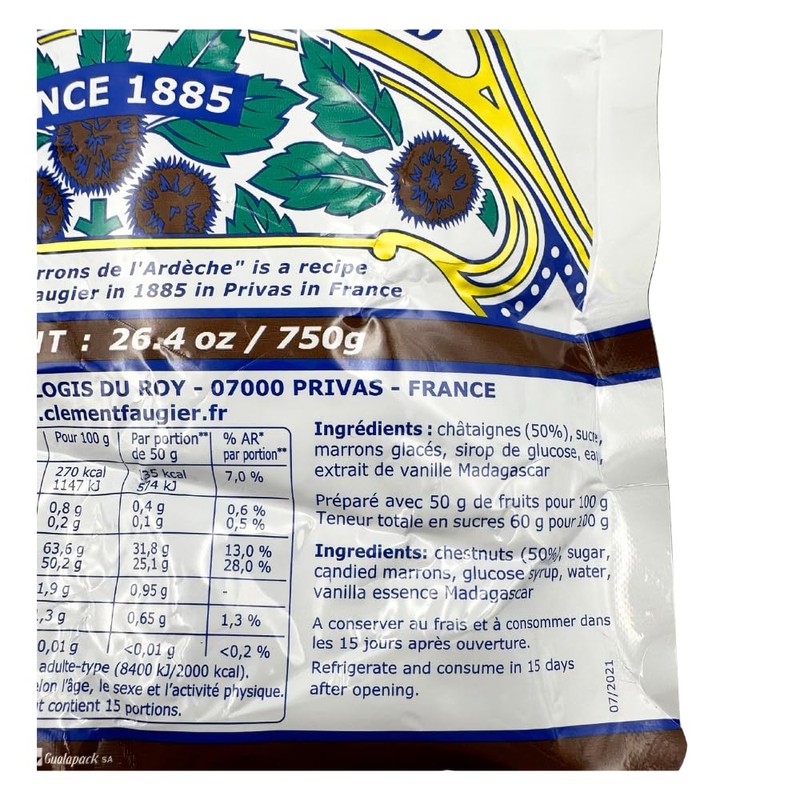 NCE 1885
rrons de l'Ardèche" is a recipe
augier in 1885 in Privas in France
NT : 26.4 oz / 750g
LOGIS DU ROY - 07000 PRIVAS - FRANCE
.clementfaugier.fr
Pour 100 g Par portion** % AR*
de 50 g par portion**
270 kcal 135 kcal 7,0 %
1147 kJ 574 kJ
0,8 g 0,4 g 0,6 %
0,2 g 0,1 g 0,5 %
63,6 g 31,8 g 13,0 %
50,2 g 25,1 g 28,0 %
1,9 g 0,95 g -
,3 g 0,65 g 1,3 %
0,01 g <0,01 g <0,2 %
adulte-type (8400 kJ/2000 kcal).
elon l'âge, le sexe et l'activité physique.
t contient 15 portions.
Ingrédients : châtaignes (50%), sucre,
marrons glacés, sirop de glucose, eau,
extrait de vanille Madagascar
Préparé avec 50 g de fruits pour 100 g
Teneur totale en sucres 60 g pour 100 g
Ingredients: chestnuts (50%) sugar,
candied marrons, glucose syrup, water,
vanilla essence Madagascar
A conserver au frais et à consommer dans
les 15 jours après ouverture.
Refrigerate and consume in 15 days
after opening.
07/2021
Gualapack SA